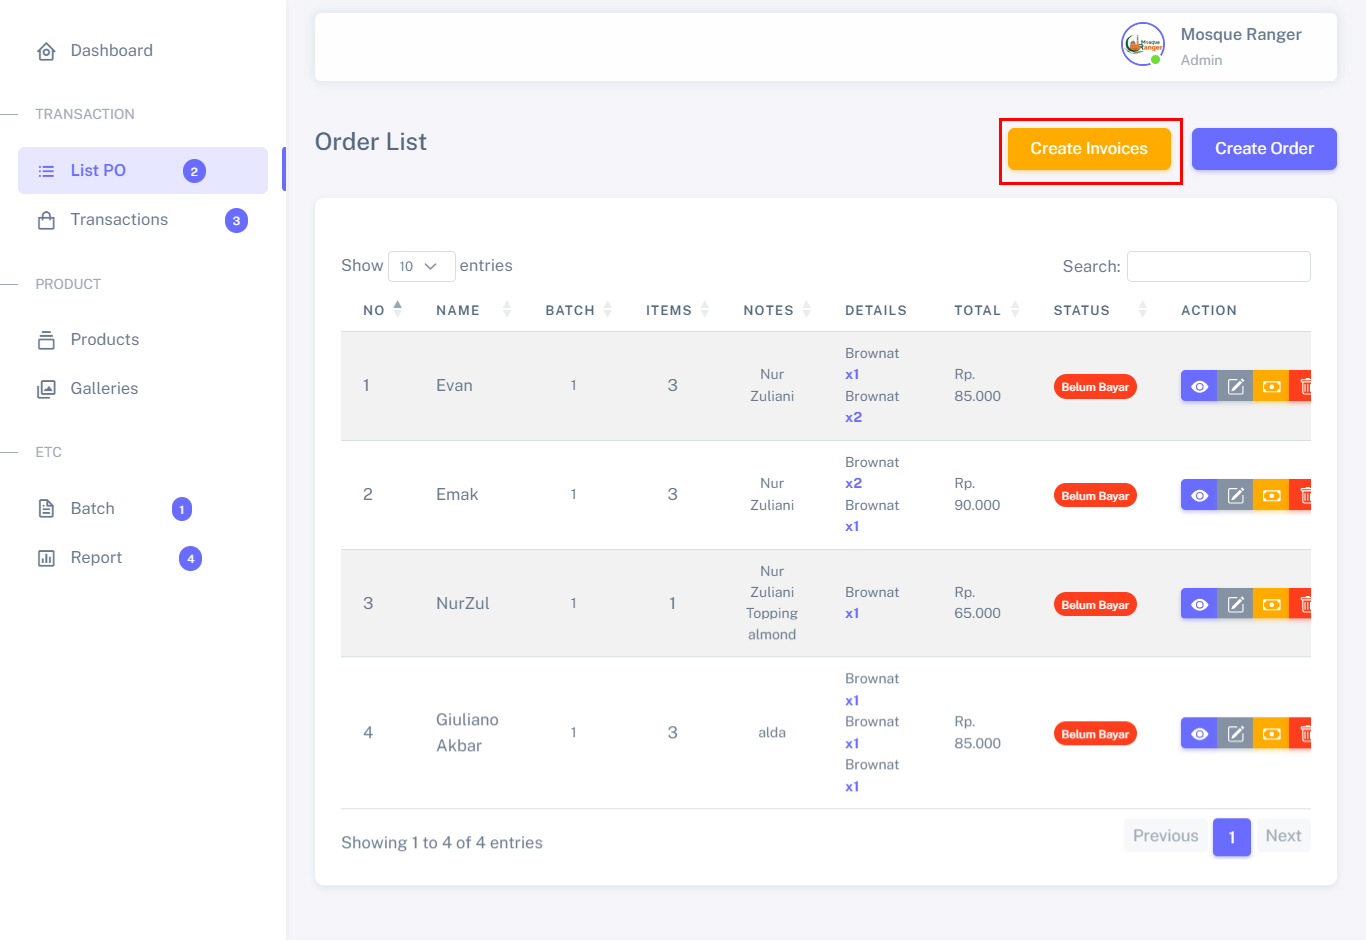 Dashboard
TRANSACTION
List PO 2
Transactions 3
PRODUCT
Products
Galleries
ETC
Batch 1
Report 4
Mosque Ranger
Mosque Ranger
Admin
Order List
Create Invoices
Create Order
Show 10 entries
Search:
NO NAME BATCH ITEMS NOTES DETAILS TOTAL STATUS ACTION
1 Evan 1 3 Nur Zuliani Brownat x1 Brownat x2 Rp. 85.000 Belum Bayar
2 Emak 1 3 Nur Zuliani Brownat x2 Brownat x1 Rp. 90.000 Belum Bayar
3 NurZul 1 1 Nur Zuliani Topping almond Brownat x1 Rp. 65.000 Belum Bayar
4 Giuliano Akbar 1 3 alda Brownat x1 Brownat x1 Brownat x1 Rp. 85.000 Belum Bayar
Showing 1 to 4 of 4 entries
Previous 1 Next